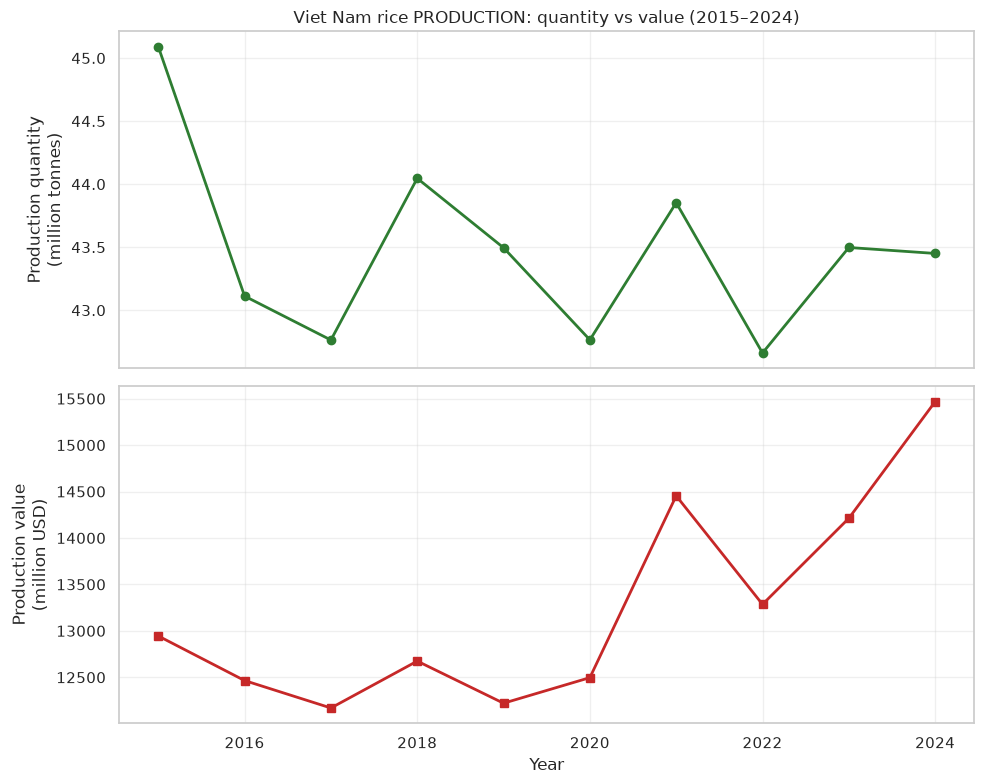 Viet Nam rice PRODUCTION: quantity vs value (2015–2024)
Production quantity
(million tonnes)
45.0
44.5
44.0
43.5
43.0
Production value
(million USD)
15500
15000
14500
14000
13500
13000
12500
2016
2018
2020
2022
2024
Year